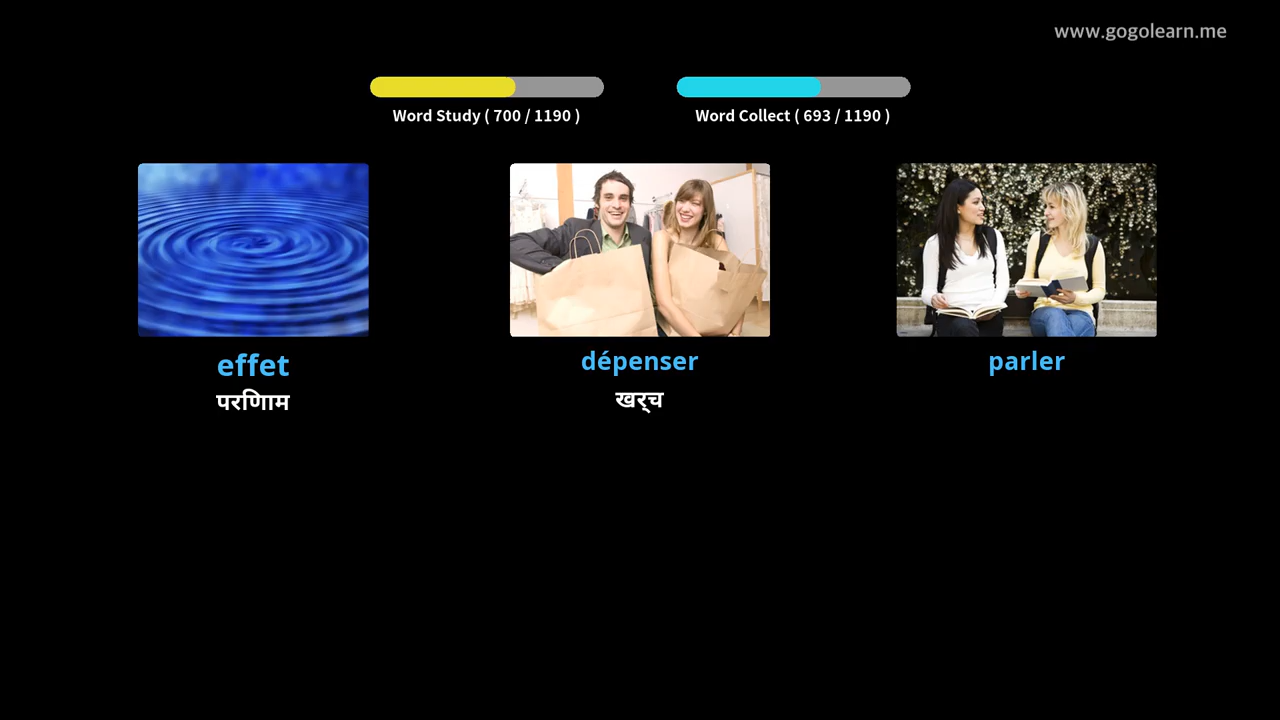 www.gogolearn.me
Word Study ( 700 / 1190 )
Word Collect ( 693 / 1190 )
effet
dépenser
parler
परिणाम
खर्च